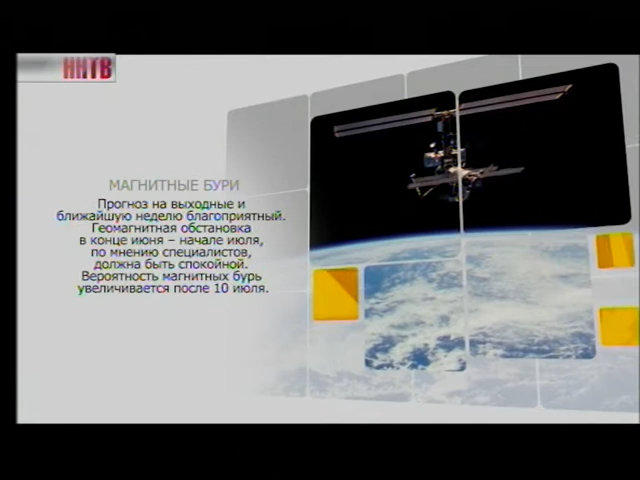 ННТВ
МАГНИТНЫЕ БУРИ
Прогноз на выходные и
ближайшую неделю благоприятный.
Геомагнитная обстановка
в конце июня – начале июля,
по мнению специалистов,
должна быть спокойной.
Вероятность магнитных бурь
увеличивается после 10 июля.